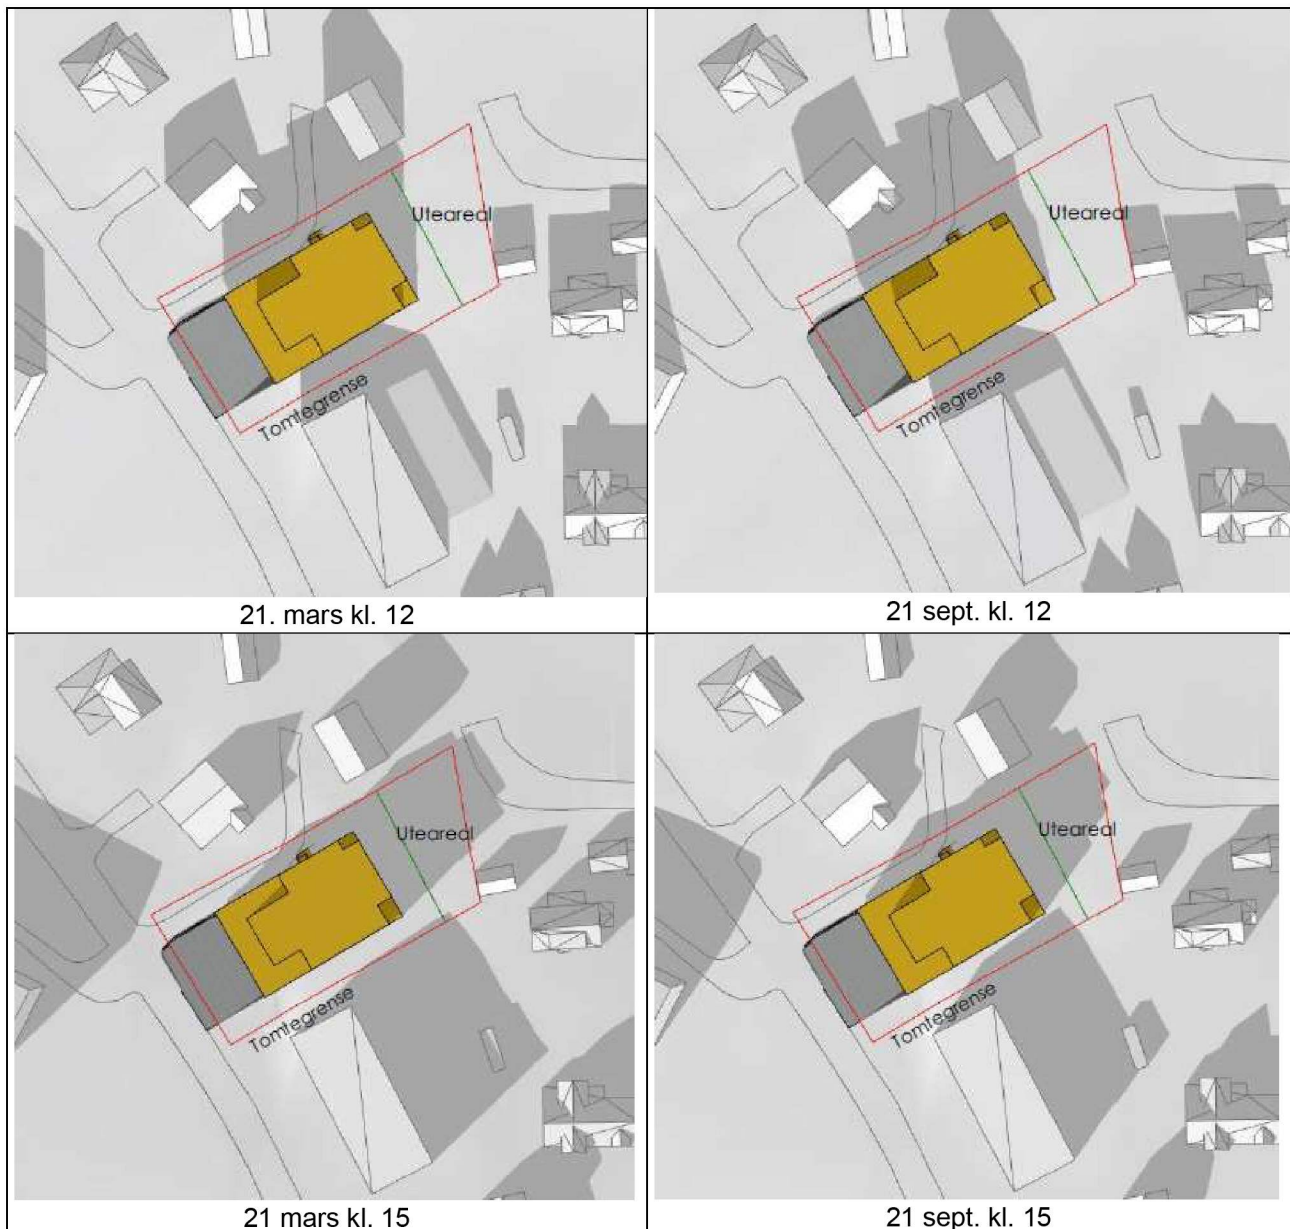 Uteareal
Tomtegrense
21. mars kl. 12
Uteareal
Tomtegrense
21 sept. kl. 12
Uteareal
Tomtegrense
21 mars kl. 15
Uteareal
Tomtegrense
21 sept. kl. 15